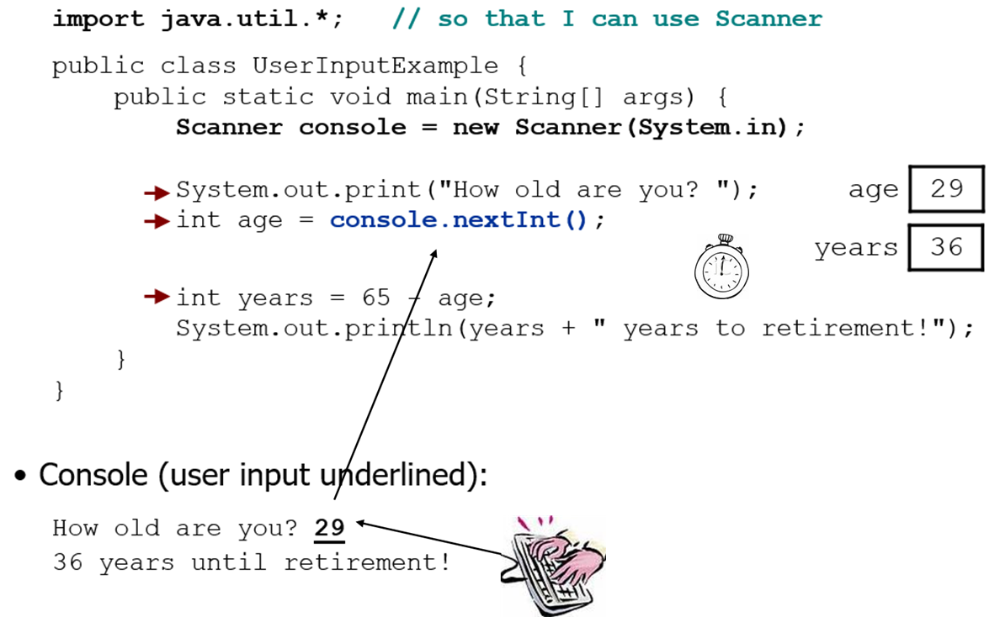 import java.util.*;   // so that I can use Scanner
public class UserInputExample {
    public static void main(String[] args) {
        Scanner console = new Scanner(System.in);
        System.out.print("How old are you? ");
age 29
        int age = console.nextInt();
years 36
        int years = 65 - age;
        System.out.println(years + " years to retirement!");
    }
}
• Console (user input underlined):
How old are you? 29
36 years until retirement!